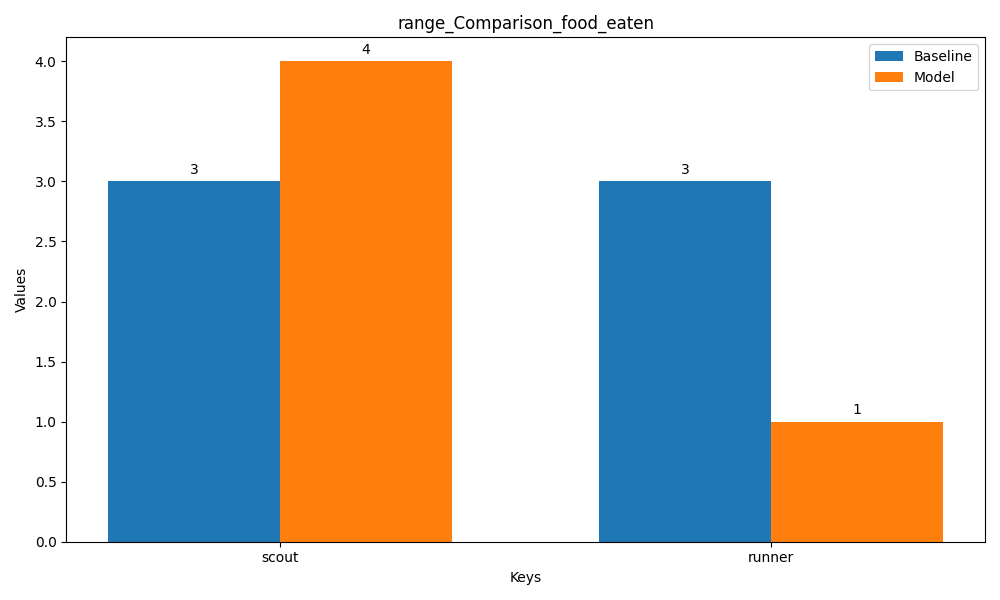 range_Comparison_food_eaten
Baseline
Model
4
3
3
1
4.0
3.5
3.0
2.5
2.0
1.5
1.0
0.5
0.0
Values
scout
runner
Keys